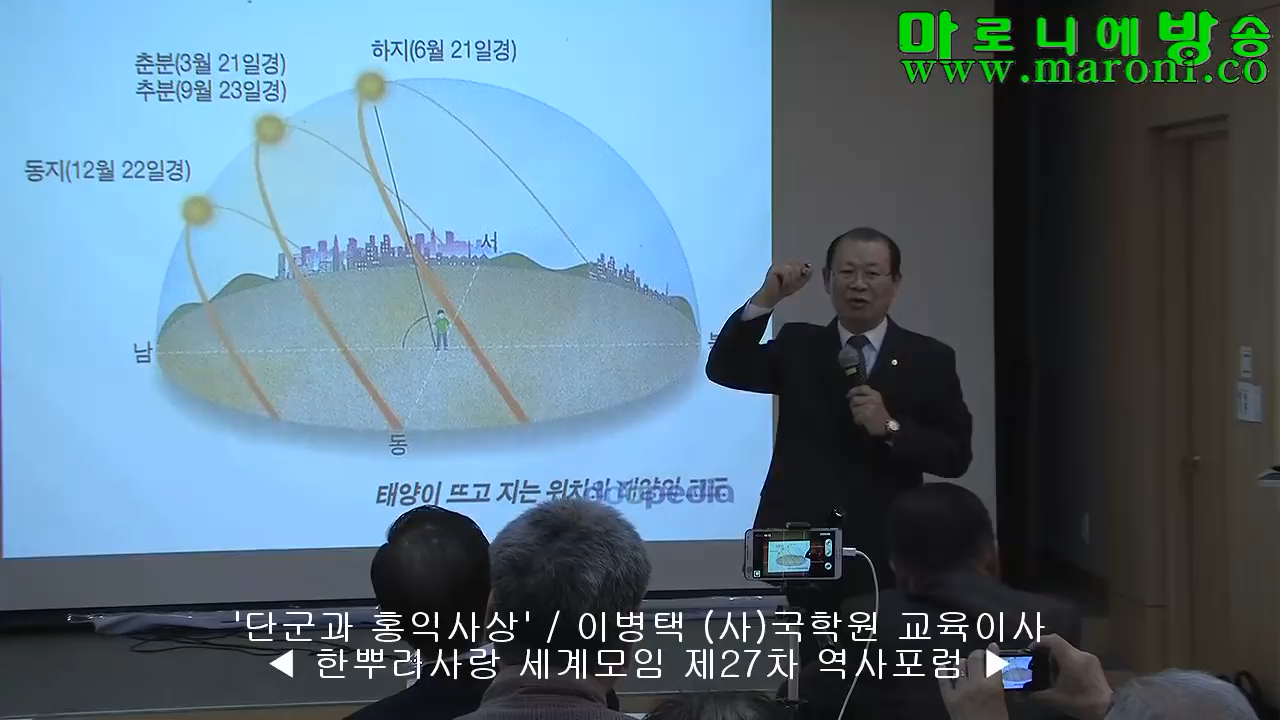 마로니에방송
www.maroni.co
하지(6월 21일경)
춘분(3월 21일경)
추분(9월 23일경)
동지(12월 22일경)
서
남
동
태양이 뜨고 지는
'단군과 홍익사상' / 이병택 (사)국학원 교육이사
◀ 한뿌리사랑 세계모임 제27차 역사포럼 ▶